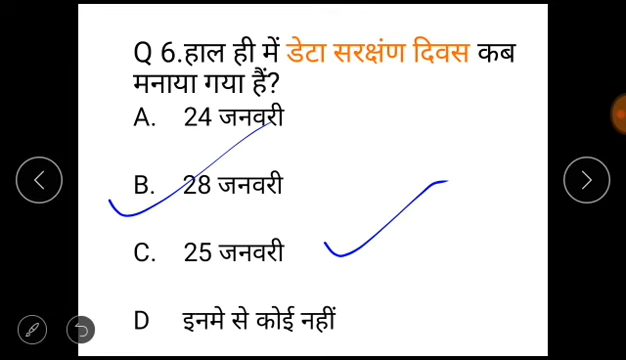 Q 6.हाल ही में डेटा सरक्षंण दिवस कब
मनाया गया हैं?
A. 24 जनवरी
B. 28 जनवरी
C. 25 जनवरी
D इनमे से कोई नहीं